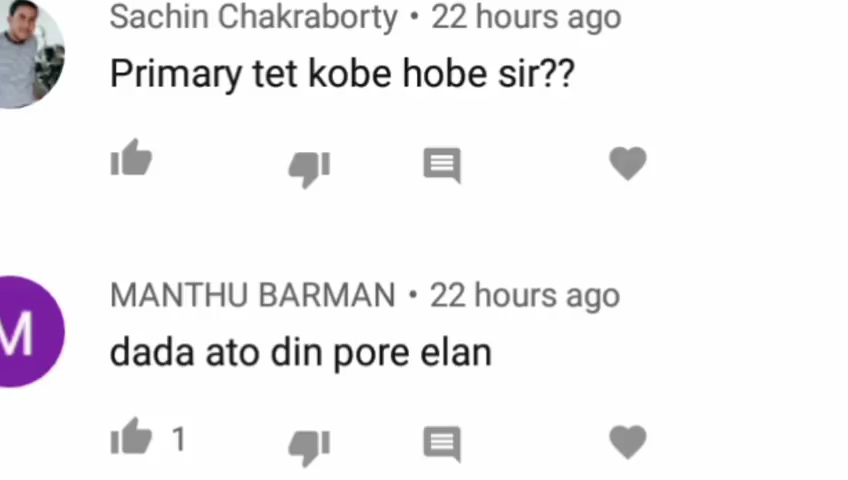 Sachin Chakraborty • 22 hours ago
Primary tet kobe hobe sir??
M
MANTHU BARMAN • 22 hours ago
dada ato din pore elan
1